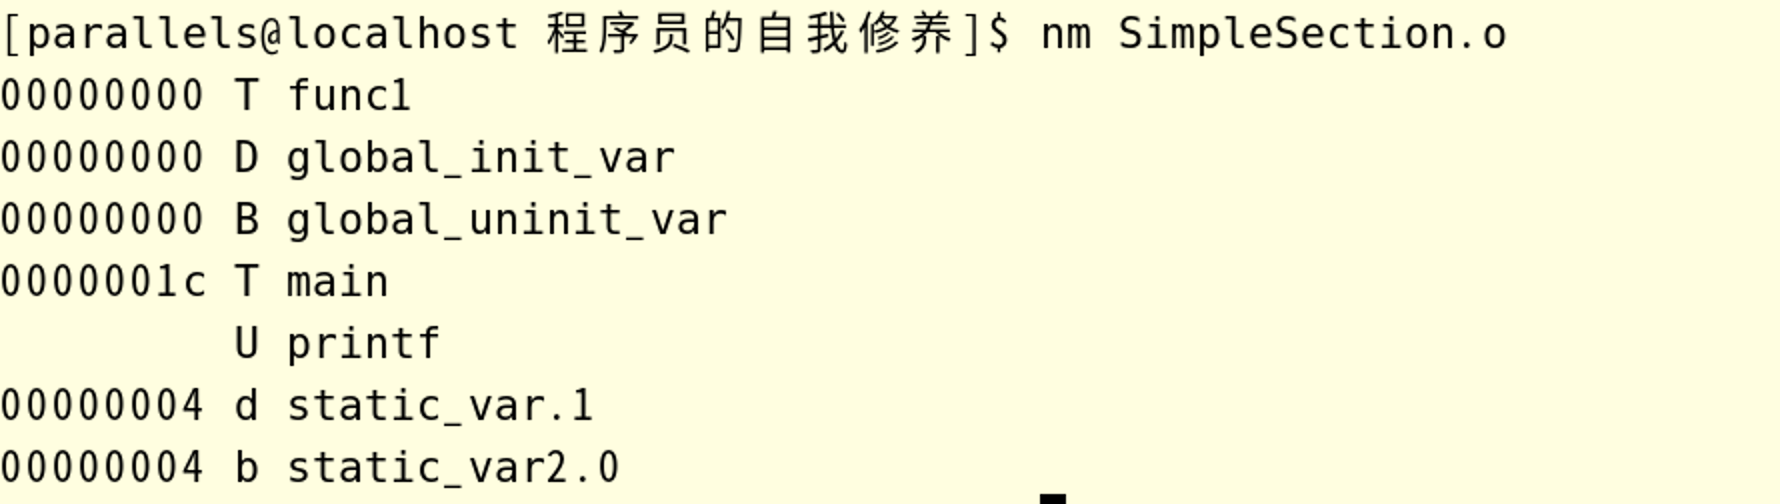 [parallels@localhost 程序员的自我修养]$ nm SimpleSection.o
00000000 T func1
00000000 D global_init_var
00000000 B global_uninit_var
0000001c T main
         U printf
00000004 d static_var.1
00000004 b static_var2.0